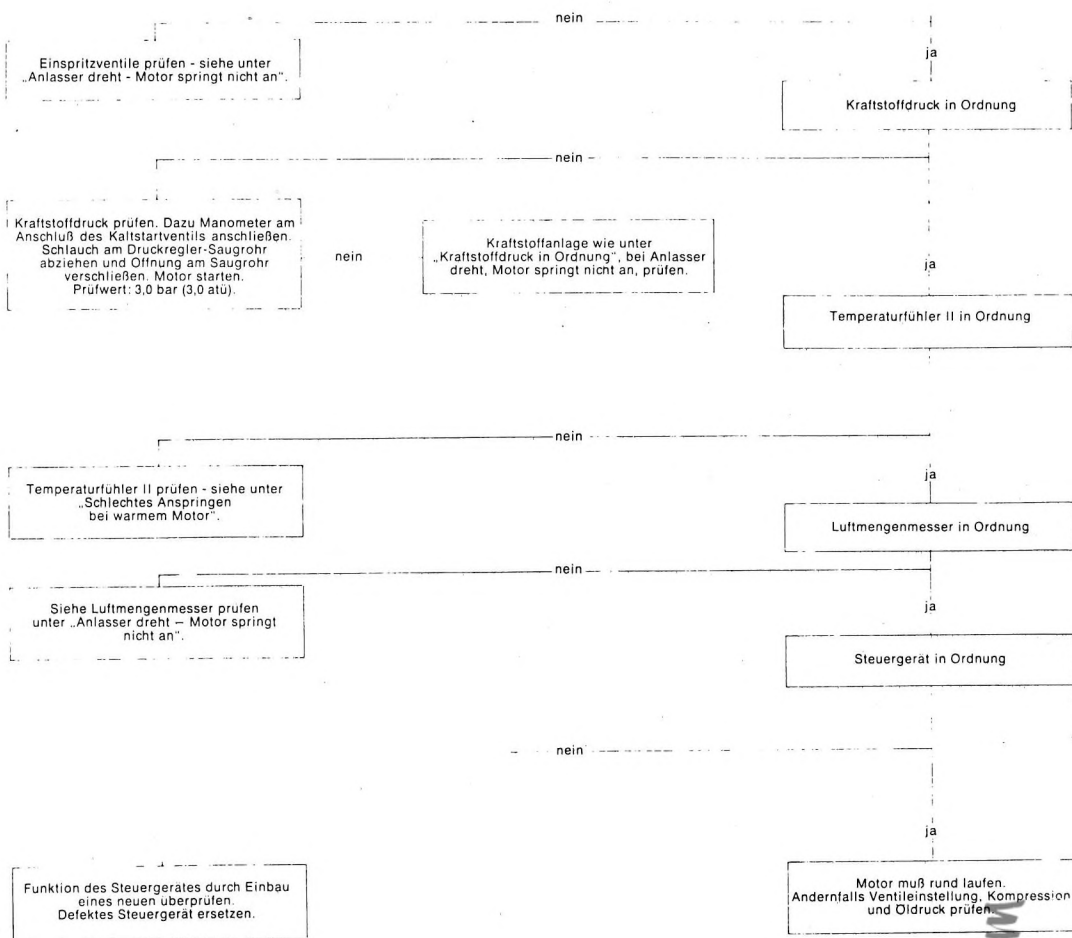 nein
Einspritzventile prüfen - siehe unter
„Anlasser dreht - Motor springt nicht an“.
ja
Kraftstoffdruck in Ordnung
nein
Kraftstoffdruck prüfen. Dazu Manometer am
Anschluß des Kaltstartventils anschließen.
Schlauch am Druckregler-Saugrohr
abziehen und Offnung am Saugrohr
verschließen. Motor starten.
Prüfwert: 3,0 bar (3,0 atü).
nein
Kraftstoffanlage wie unter
„Kraftstoffdruck in Ordnung“, bei Anlasser
dreht, Motor springt nicht an, prüfen.
ja
Temperaturfühler II in Ordnung
nein
Temperaturfühler II prüfen - siehe unter
„Schlechtes Anspringen
bei warmem Motor“.
ja
Luftmengenmesser in Ordnung
nein
Siehe Luftmengenmesser prufen
unter „Anlasser dreht – Motor springt
nicht an“.
ja
Steuergerät in Ordnung
nein
ja
Funktion des Steuergerätes durch Einbau
eines neuen überprüfen.
Defektes Steuergerät ersetzen.
Motor muß rund laufen.
Andernfalls Ventileinstellung, Kompression
und Öldruck prüfen.